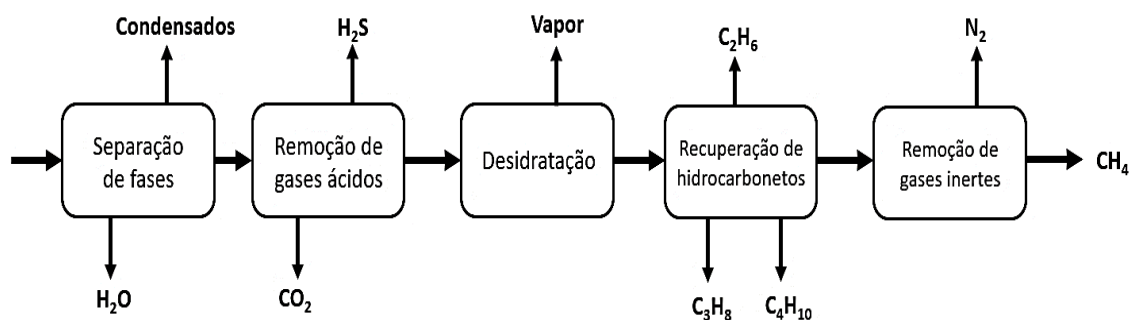 Condensados
H₂S
Vapor
C₂H₆
N₂
Separação
de fases
Remoção de
gases ácidos
Desidratação
Recuperação de
hidrocarbonetos
Remoção de
gases inertes
CH₄
H₂O
CO₂
C₃H₈
C₄H₁₀